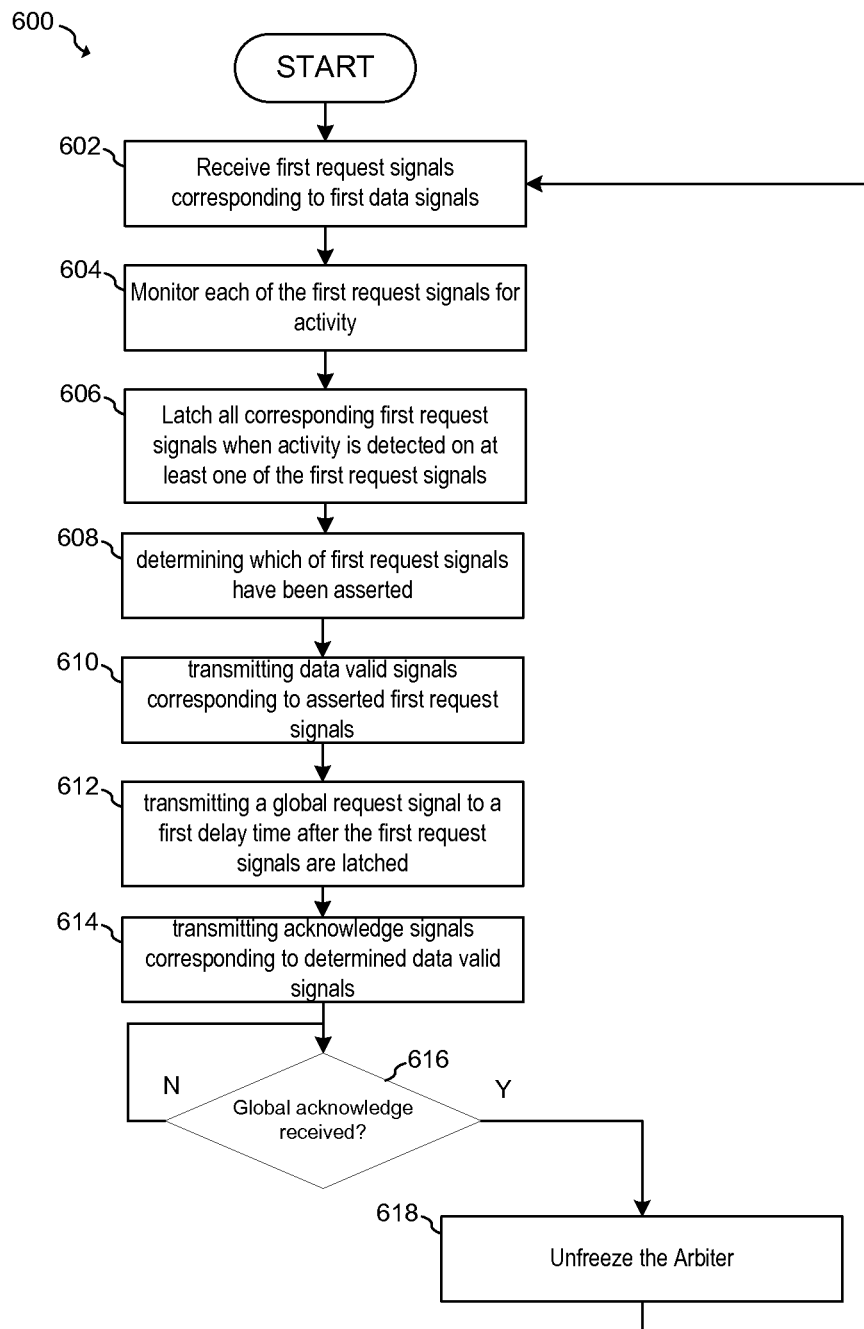 600
START
602
Receive first request signals
corresponding to first data signals
604
Monitor each of the first request signals for
activity
606
Latch all corresponding first request
signals when activity is detected on at
least one of the first request signals
608
determining which of first request signals
have been asserted
610
transmitting data valid signals
corresponding to asserted first request
signals
612
transmitting a global request signal to a
first delay time after the first request
signals are latched
614
transmitting acknowledge signals
corresponding to determined data valid
signals
616
N
Y
Global acknowledge
received?
618
Unfreeze the Arbiter